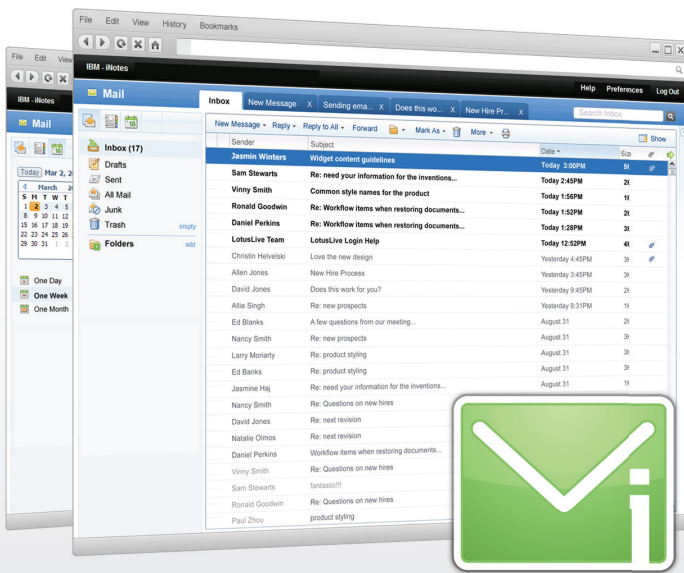 File Edit View History Bookmarks
IBM - iNotes
Help Preferences Log Out
Mail
Inbox New Message X Sending ema... X Does this wo... X New Hire Pr... X Search Inbox
New Message Reply Reply to All Forward Mark As More
Show
Sender Subject Date Size
Jasmin Winters Widget content guidelines Today 3:00PM
Sam Stewarts Re: need your information for the inventions... Today 2:45PM
Vinny Smith Common style names for the product Today 1:56PM
Ronald Goodwin Re: Workflow items when restoring documents... Today 1:52PM
Daniel Perkins Re: Workflow items when restoring documents... Today 1:28PM
LotusLive Team LotusLive Login Help Today 12:52PM
Christin Helvelski Love the new design Yesterday 4:45PM
Allen Jones New Hire Process Yesterday 3:45PM
David Jones Does this work for you? Yesterday 9:45PM
Allie Singh Re: new prospects Yesterday 8:31PM
Ed Blanks A few questions from our meeting... August 31
Nancy Smith Re: new prospects August 31
Larry Moriarty Re: product styling August 31
Ed Banks Re: product styling August 31
Jasmine Haj Re: need your information for the inventions... August 31
Nancy Smith Re: Questions on new hires
David Jones Re: next revision
Natalie Olmos Re: next revision
Daniel Perkins Workflow items when restoring documents...
Vinny Smith Re: Questions on new hires
Sam Stewarts fantastic!!!
Ronald Goodwin Re: Questions on new hires
Paul Zhou product styling
Inbox (17)
Drafts
Sent
All Mail
Junk
Trash empty
Folders add
File Edit View
IBM - iNotes
Mail
Today Mar 2, 2
March
S M T W T
1 2 3 4 5
8 9 10 11 12
15 16 17 18 19
22 23 24 25 26
29 30 31 1 2
One Day
One Week
One Month
i